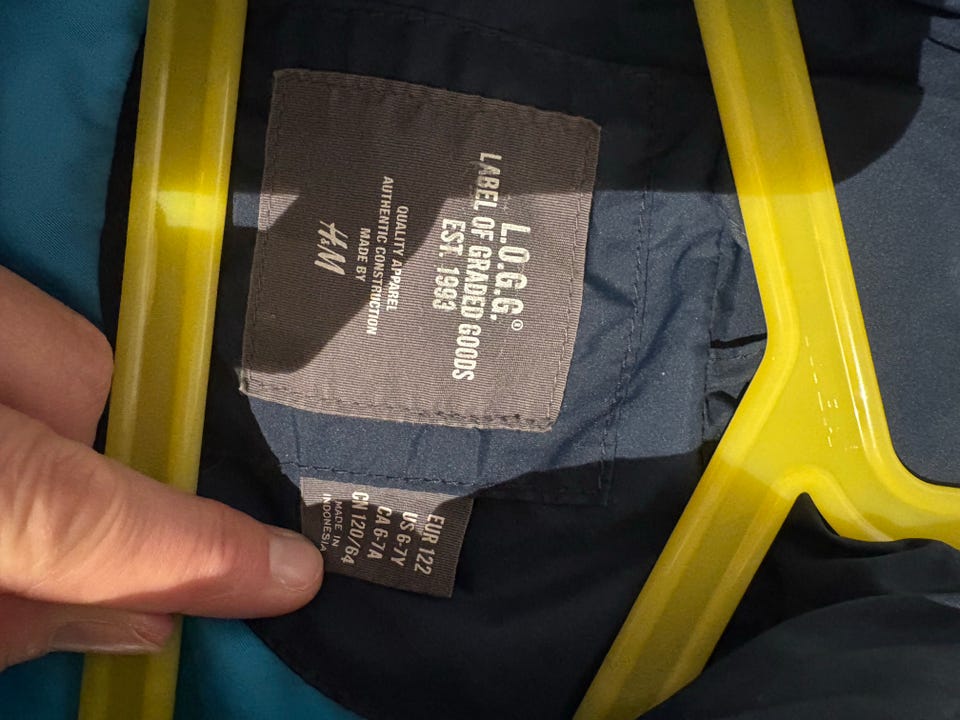 L.O.G.G.®
LABEL OF GRADED GOODS
EST. 1993
QUALITY APPAREL
AUTHENTIC CONSTRUCTION
MADE BY
H&M
EUR 122
US 6-7Y
CA 6-7A
CN 120/64
MADE IN
INDONESIA